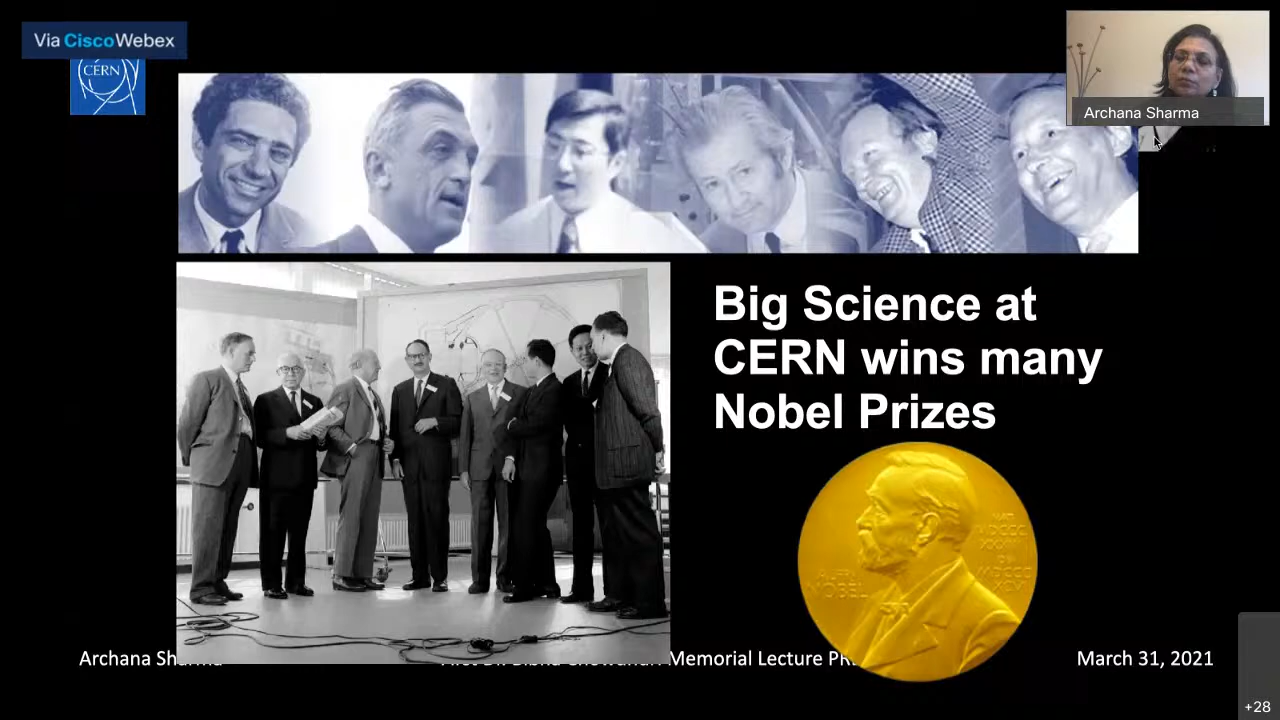 Via CiscoWebex
CERN
Archana Sharma
Big Science at
CERN wins many
Nobel Prizes
NOBEL
Archana Sharma
Memorial Lecture
March 31, 2021
+28